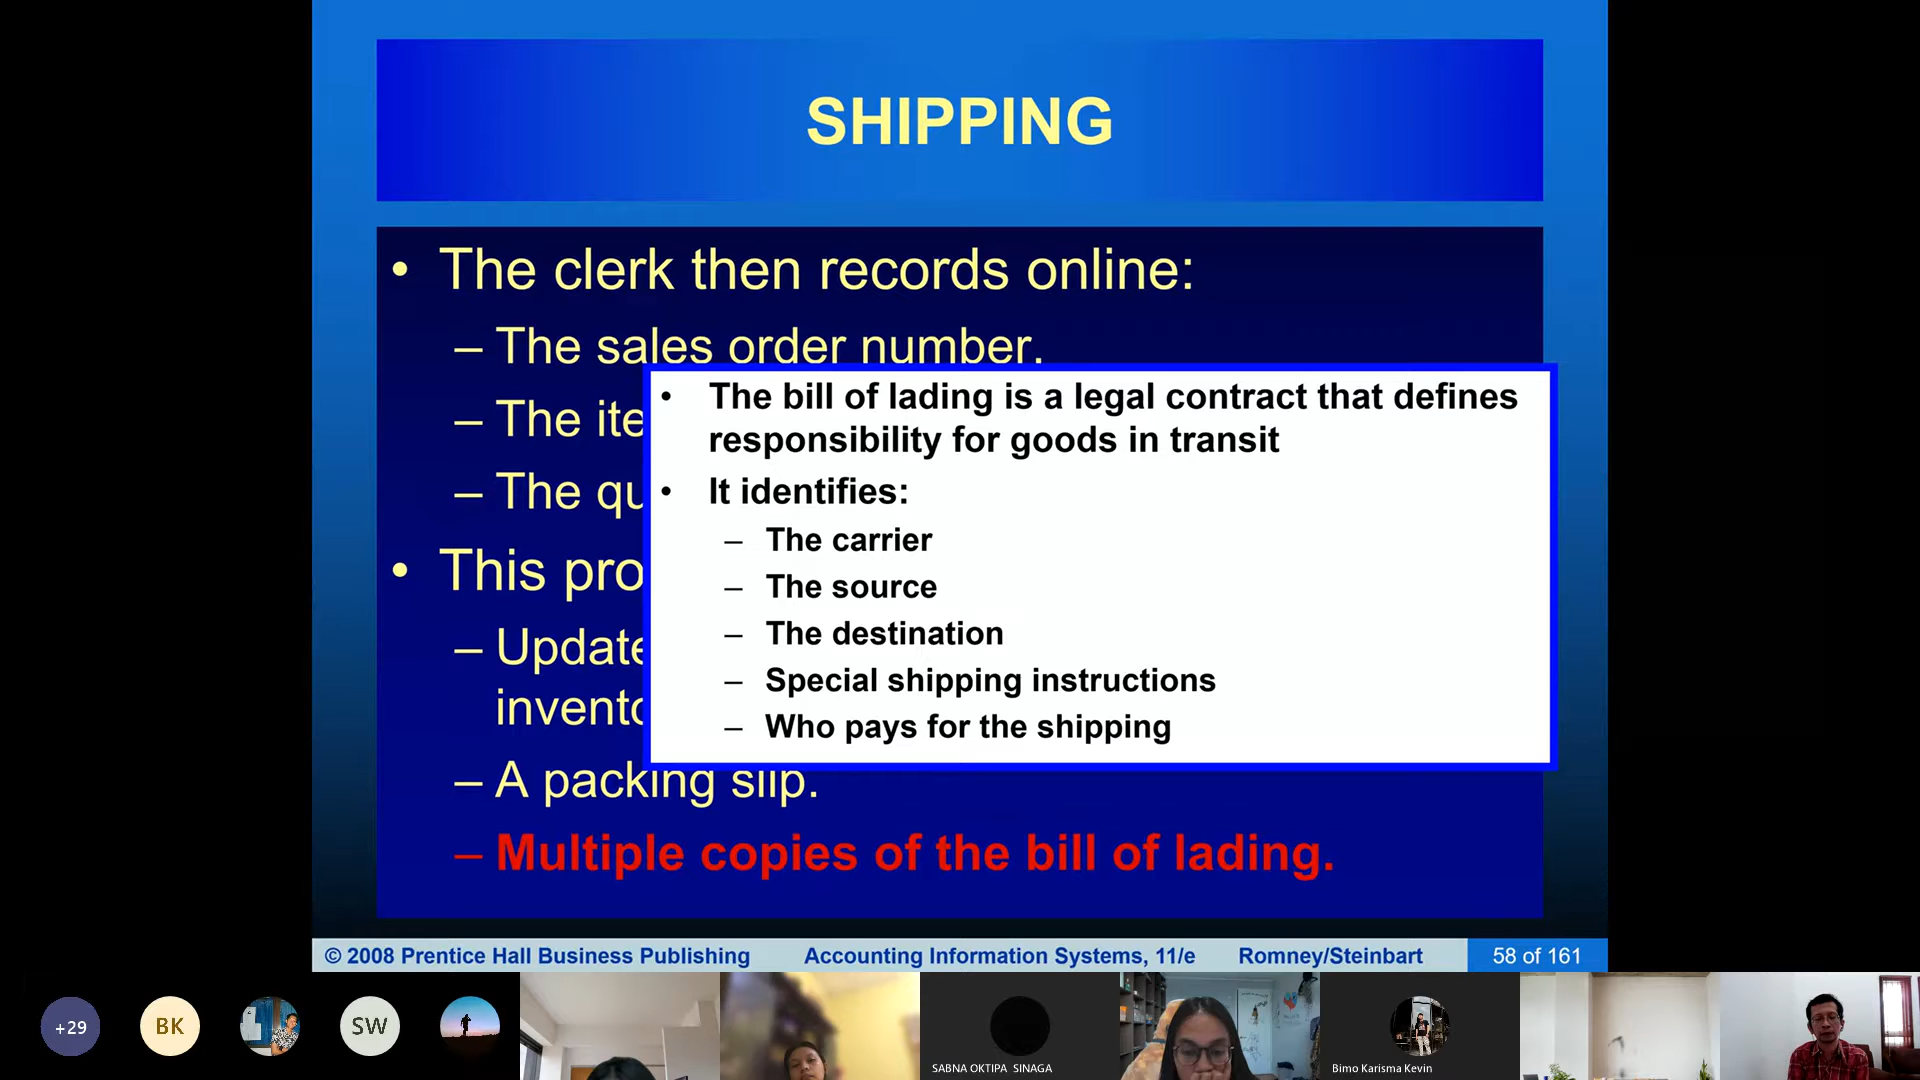 SHIPPING
• The clerk then records online:
– The sales order number.
– The ite
– The qu
• This pro
– Update
invento
– A packing slip.
– Multiple copies of the bill of lading.
• The bill of lading is a legal contract that defines
responsibility for goods in transit
• It identifies:
– The carrier
– The source
– The destination
– Special shipping instructions
– Who pays for the shipping
© 2008 Prentice Hall Business Publishing Accounting Information Systems, 11/e Romney/Steinbart 58 of 161
+29
BK
SW
SABNA OKTIPA SINAGA
Bimo Karisma Kevin